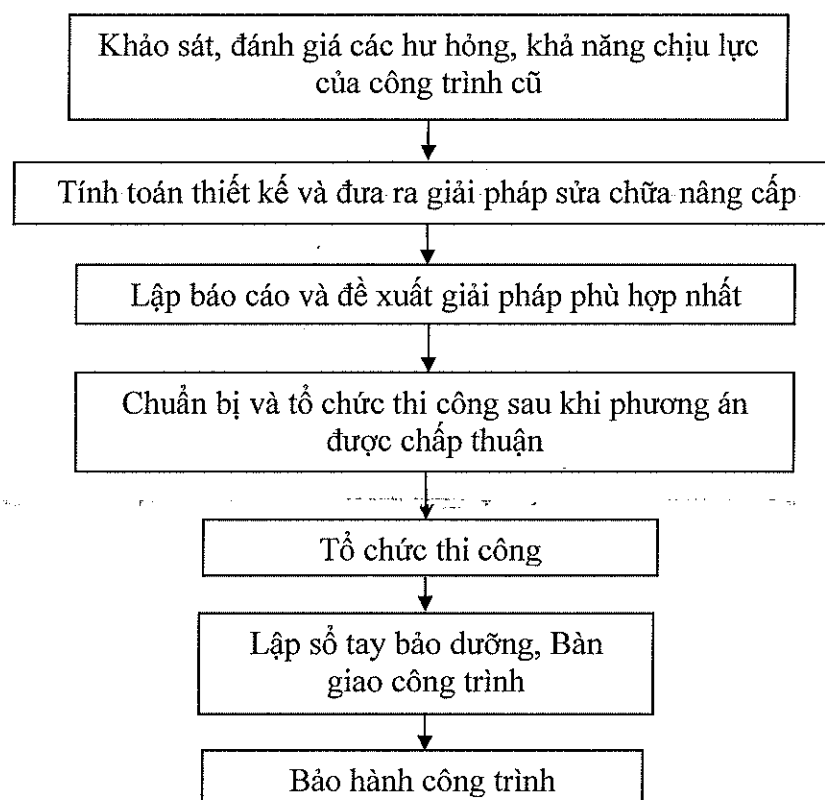 Khảo sát, đánh giá các hư hỏng, khả năng chịu lực
của công trình cũ
Tính toán thiết kế và đưa ra giải pháp sửa chữa nâng cấp
Lập báo cáo và đề xuất giải pháp phù hợp nhất
Chuẩn bị và tổ chức thi công sau khi phương án
được chấp thuận
Tổ chức thi công
Lập sổ tay bảo dưỡng, Bàn
giao công trình
Bảo hành công trình